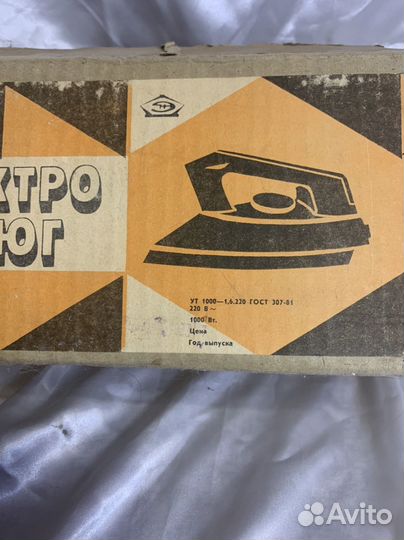 КТРО
ЮГ
УТ 1000—1,6.220 ГОСТ 307-81
220 В ~
1000 Вт.
Цена
Год выпуска
Avito